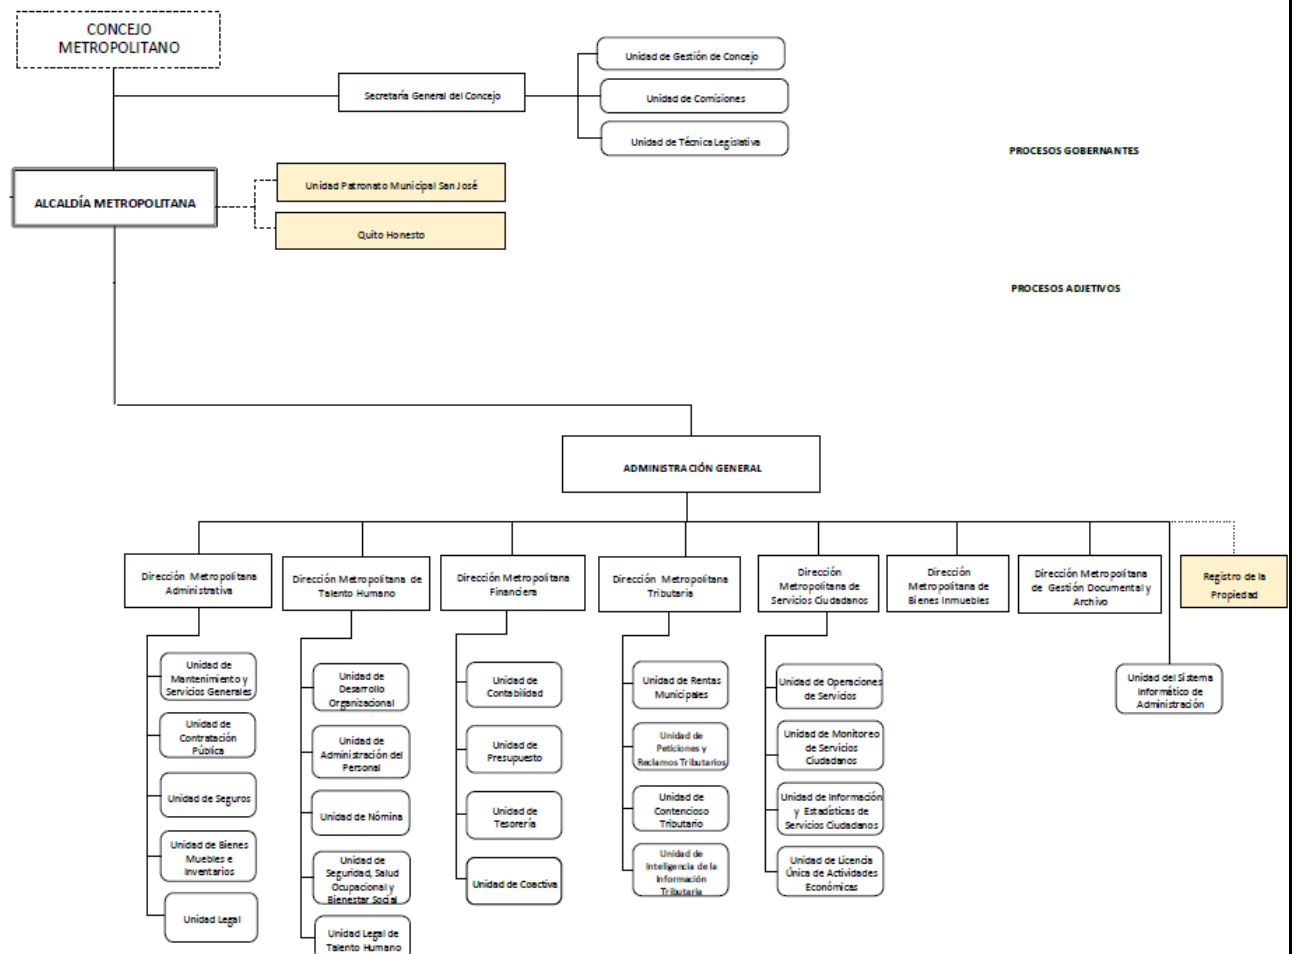 CONCEJO
METROPOLITANO
Secretaría General del Concejo
Unidad de Gestión de Concejo
Unidad de Comisiones
Unidad de Técnica Legislativa
PROCESOS GOBERNANTES
ALCALDÍA METROPOLITANA
Unidad Patronato Municipal San José
Quito Honesto
PROCESOS ADJETIVOS
ADMINISTRACIÓN GENERAL
Dirección Metropolitana
Administrativa
Dirección Metropolitana de
Talento Humano
Dirección Metropolitana
Financiera
Dirección Metropolitana
Tributaria
Dirección
Metropolitana de
Servicios Ciudadanos
Dirección
Metropolitana de
Bienes Inmuebles
Dirección Metropolitana
de Gestión Documental y
Archivo
Registro de la
Propiedad
Unidad de
Mantenimiento y
Servicios Generales
Unidad de
Contratación
Pública
Unidad de Seguros
Unidad de Bienes
Muebles e
Inventarios
Unidad Legal
Unidad de
Desarrollo
Organizacional
Unidad de
Administración del
Personal
Unidad de Nómina
Unidad de
Seguridad, Salud
Ocupacional y
Bienestar Social
Unidad Legal de
Talento Humano
Unidad de
Contabilidad
Unidad de
Presupuesto
Unidad de
Tesorería
Unidad de Coactiva
Unidad de Rentas
Municipales
Unidad de
Peticiones y
Reclamos Tributarios
Unidad de
Contencioso
Tributario
Unidad de
Inteligencia de la
Información
Tributaria
Unidad de Operaciones
de Servicios
Unidad de Monitoreo
de Servicios
Ciudadanos
Unidad de Información
y Estadísticas de
Servicios Ciudadanos
Unidad de Licencia
Única de Actividades
Económicas
Unidad del Sistema
Informático de
Administración